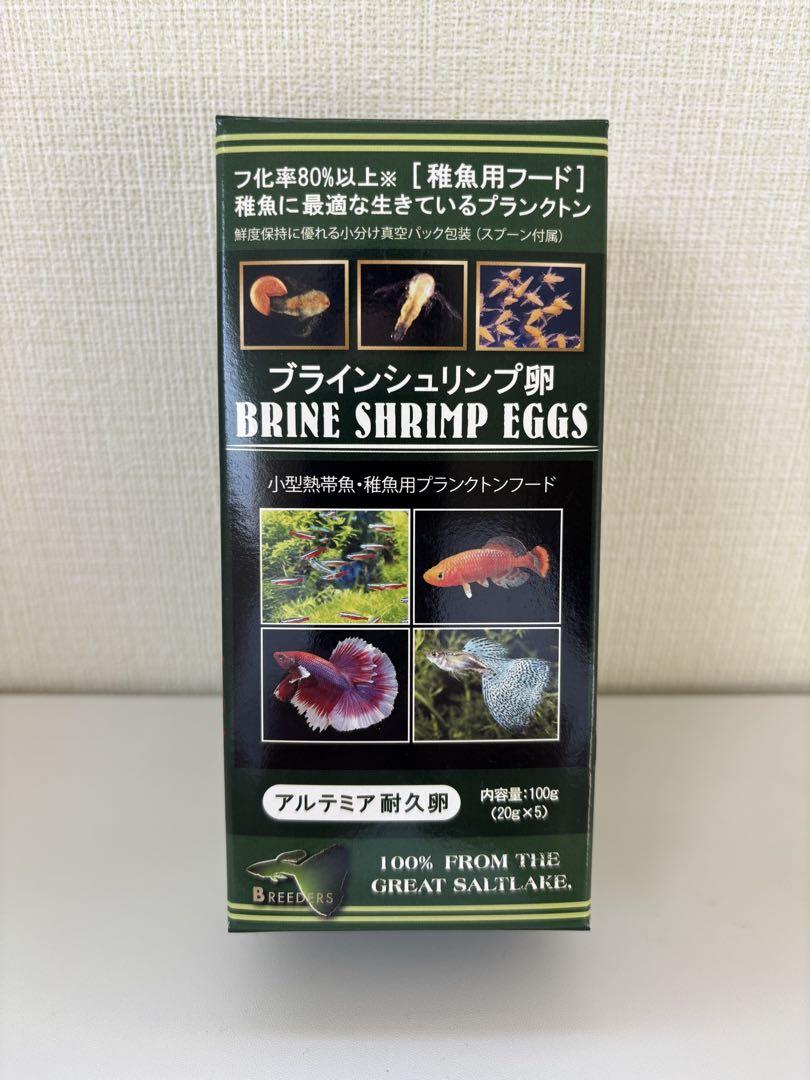 フ化率80%以上※ [稚魚用フード]
稚魚に最適な生きているプランクトン
鮮度保持に優れる小分け真空パック包装(スプーン付属)
ブラインシュリンプ卵
BRINE SHRIMP EGGS
小型熱帯魚・稚魚用プランクトンフード
アルテミア耐久卵
内容量:100g
(20g×5)
BREEDERS
100% FROM THE
GREAT SALTLAKE.